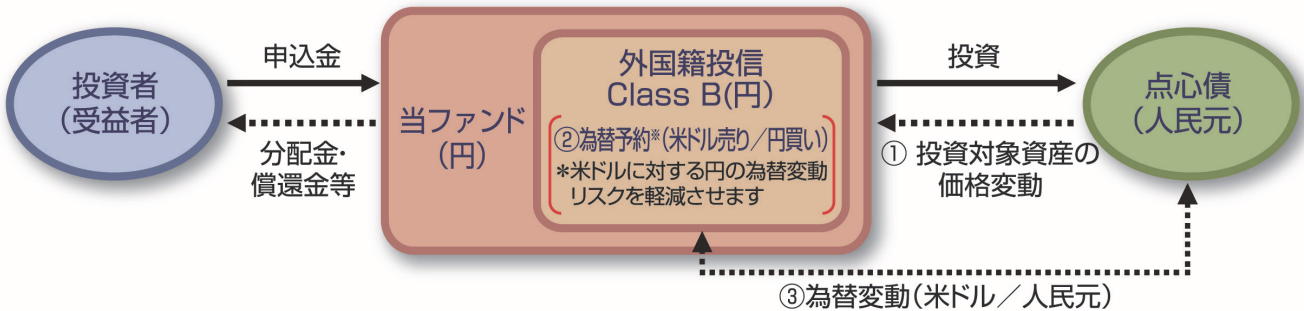 投資者
（受益者）
申込金
分配金・
償還金等
当ファンド
（円）
外国籍投信
Class B(円)
②為替予約※（米ドル売り／円買い）
＊米ドルに対する円の為替変動
リスクを軽減させます
投資
① 投資対象資産の
価格変動
点心債
（人民元）
③為替変動（米ドル／人民元）